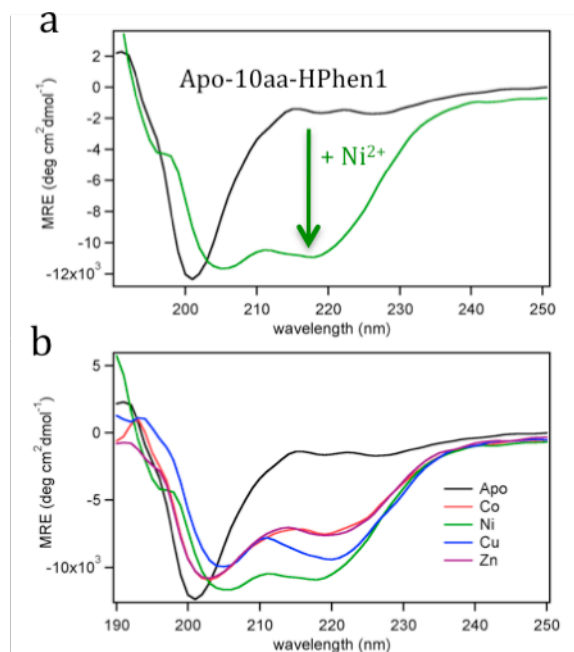 a
2
0
-2
-4
-6
-8
-10
-12x10³
MRE (deg cm²dmol⁻¹)
Apo-10aa-HPhen1
+ Ni²⁺
200
210
220
230
240
250
wavelength (nm)
b
5
0
-5
-10x10³
MRE (deg cm²dmol⁻¹)
Apo
Co
Ni
Cu
Zn
190
200
210
220
230
240
250
wavelength (nm)